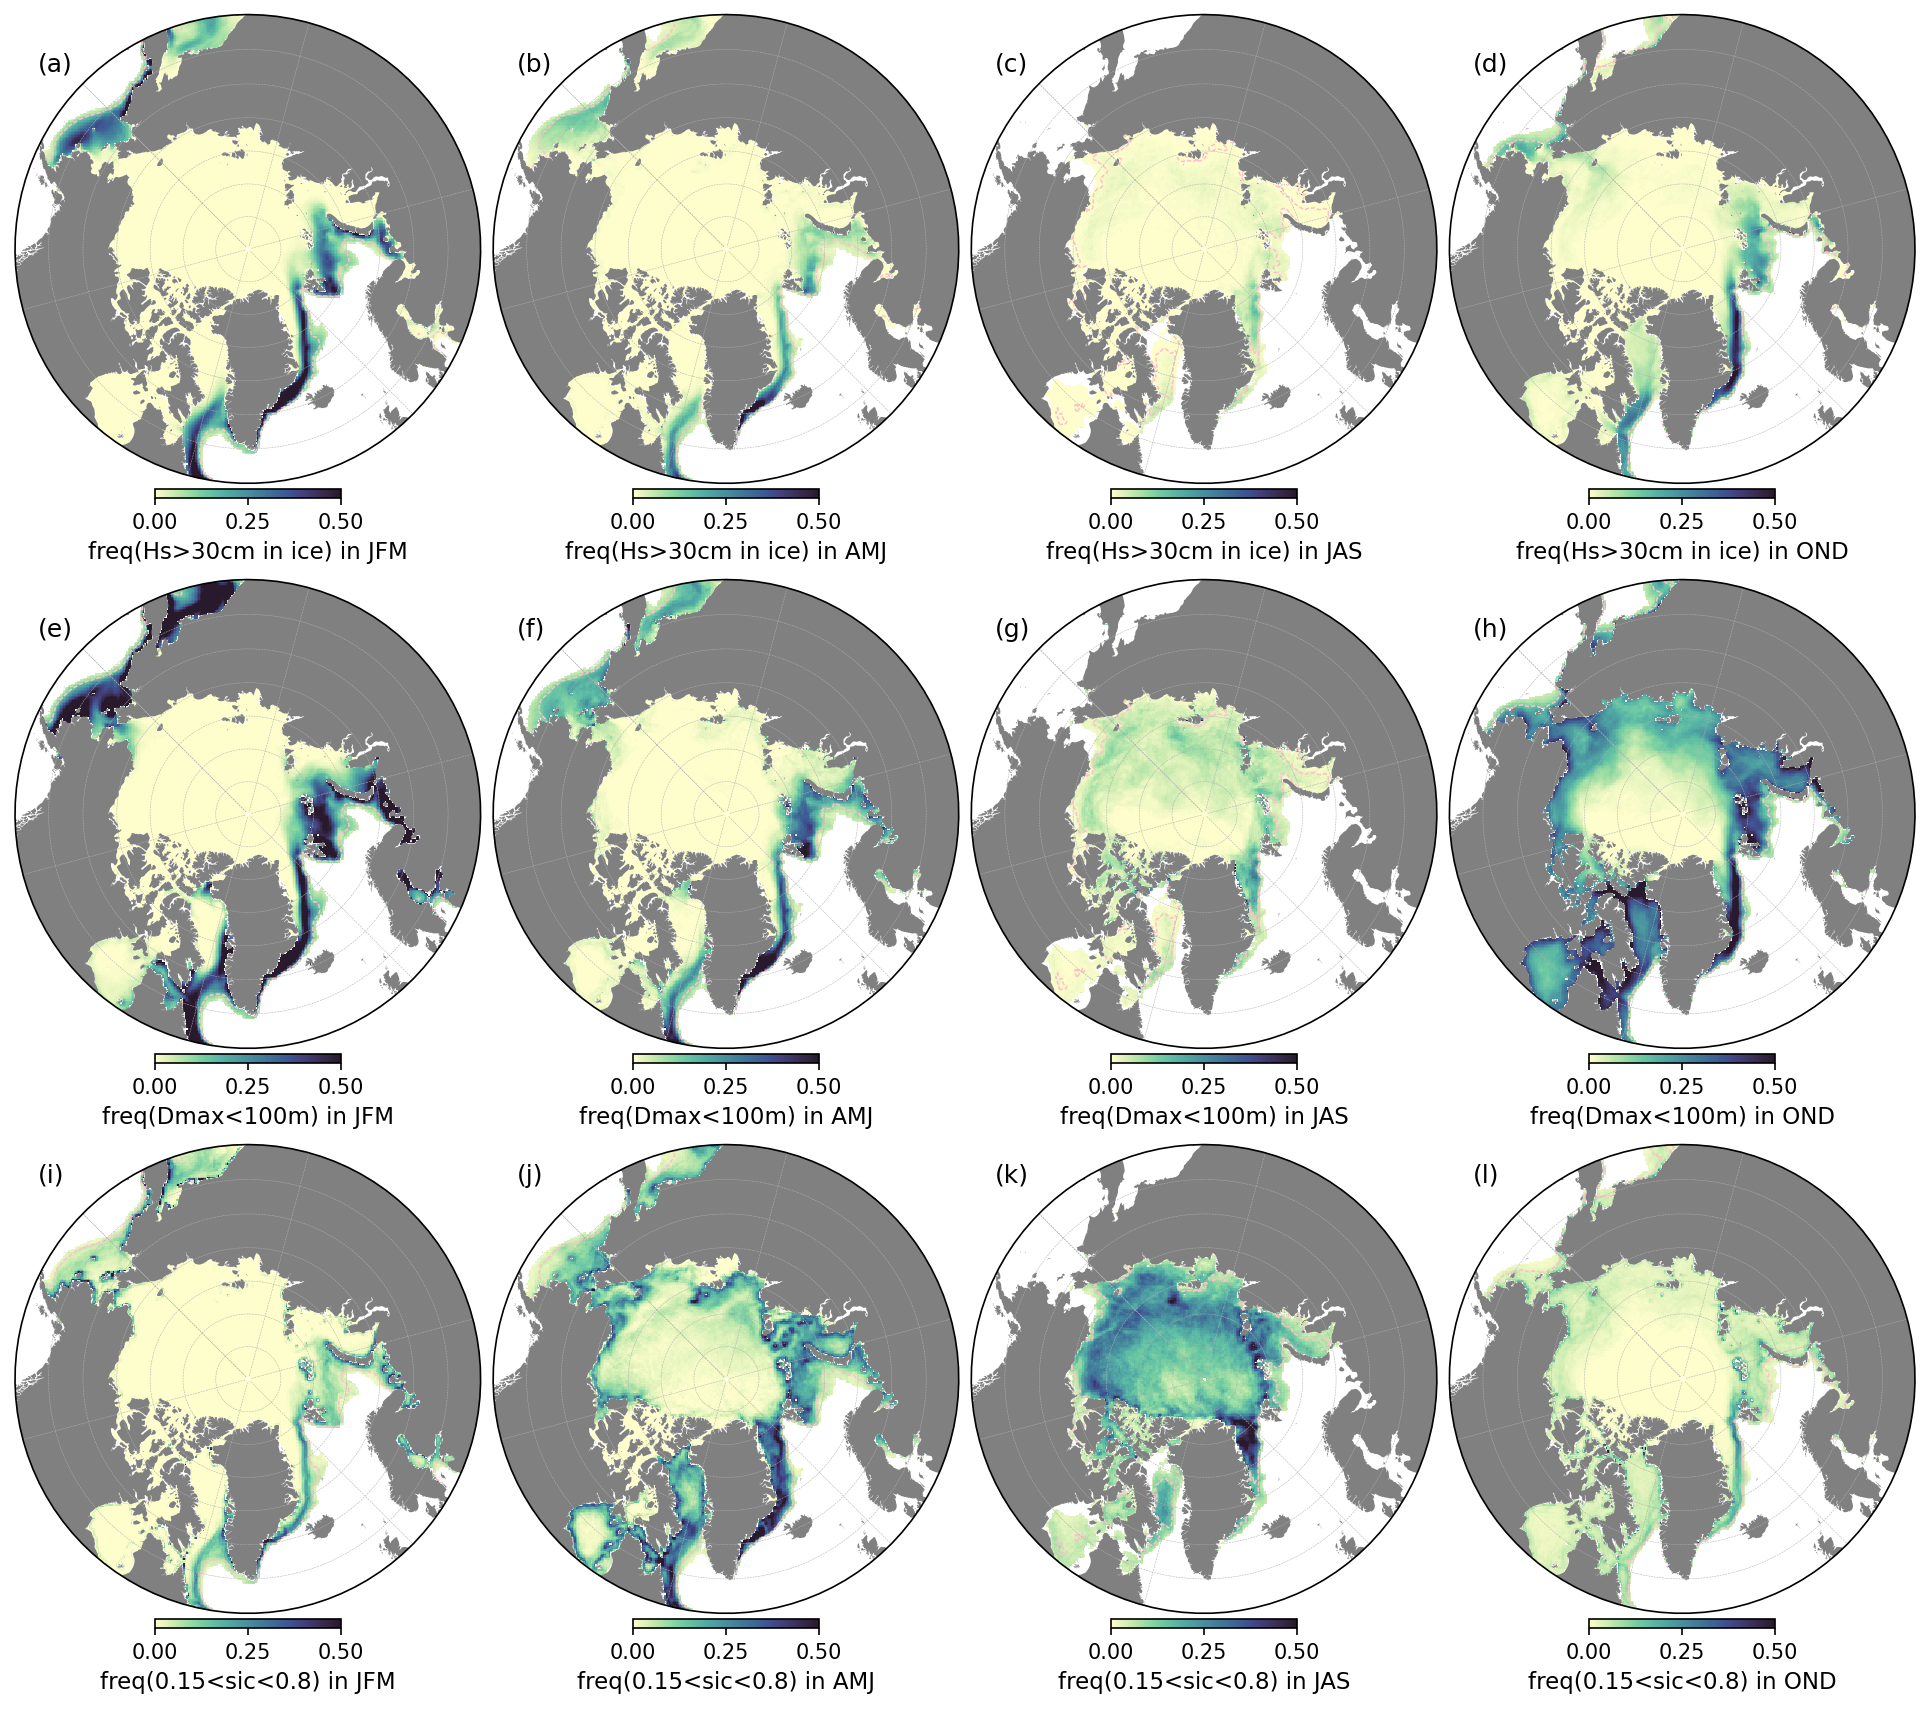 (a) (b) (c) (d)
0.00 0.25 0.50 0.00 0.25 0.50 0.00 0.25 0.50 0.00 0.25 0.50
freq(Hs>30cm in ice) in JFM freq(Hs>30cm in ice) in AMJ freq(Hs>30cm in ice) in JAS freq(Hs>30cm in ice) in OND
(e) (f) (g) (h)
0.00 0.25 0.50 0.00 0.25 0.50 0.00 0.25 0.50 0.00 0.25 0.50
freq(Dmax<100m) in JFM freq(Dmax<100m) in AMJ freq(Dmax<100m) in JAS freq(Dmax<100m) in OND
(i) (j) (k) (l)
0.00 0.25 0.50 0.00 0.25 0.50 0.00 0.25 0.50 0.00 0.25 0.50
freq(0.15<sic<0.8) in JFM freq(0.15<sic<0.8) in AMJ freq(0.15<sic<0.8) in JAS freq(0.15<sic<0.8) in OND